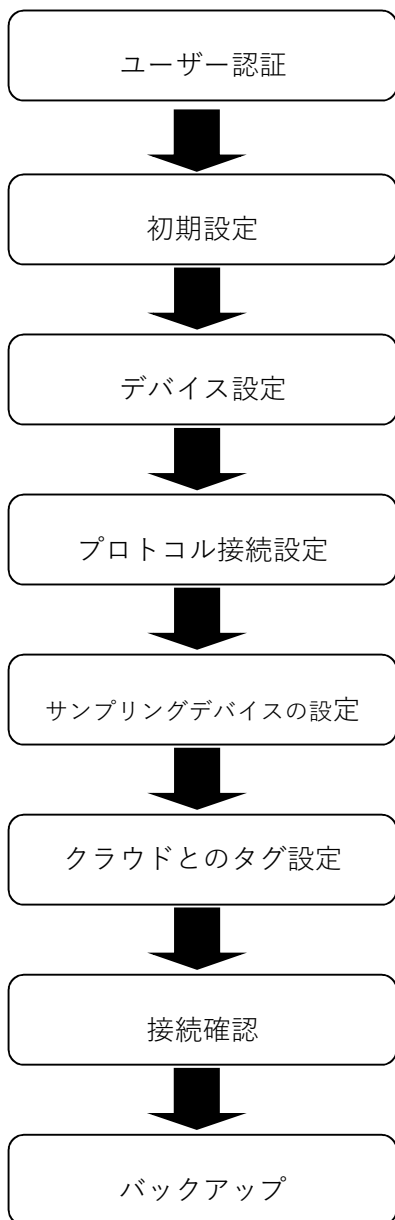 ユーザー認証
初期設定
デバイス設定
プロトコル接続設定
サンプリングデバイスの設定
クラウドとのタグ設定
接続確認
バックアップ